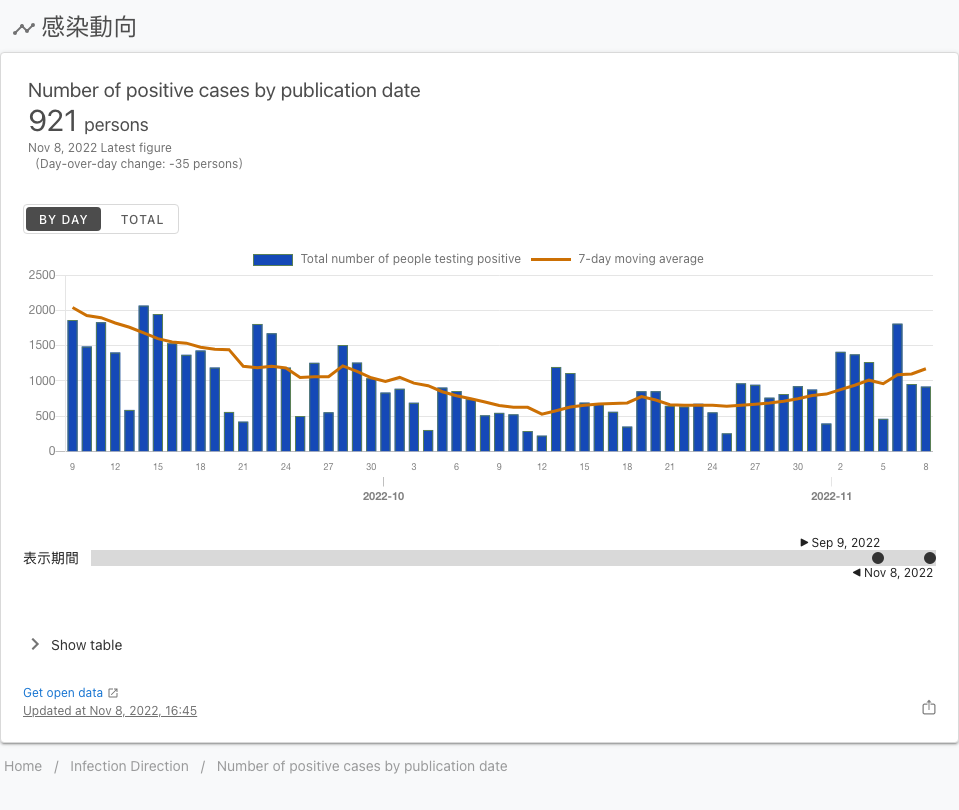 感染動向
Number of positive cases by publication date
921 persons
Nov 8, 2022 Latest figure
(Day-over-day change: -35 persons)
BY DAY TOTAL
Total number of people testing positive 7-day moving average
2500
2000
1500
1000
500
0
9 12 15 18 21 24 27 30 3 6 9 12 15 18 21 24 27 30 2 5 8
2022-10 2022-11
Sep 9, 2022
表示期間
Nov 8, 2022
Show table
Get open data
Updated at Nov 8, 2022, 16:45
Home / Infection Direction / Number of positive cases by publication date